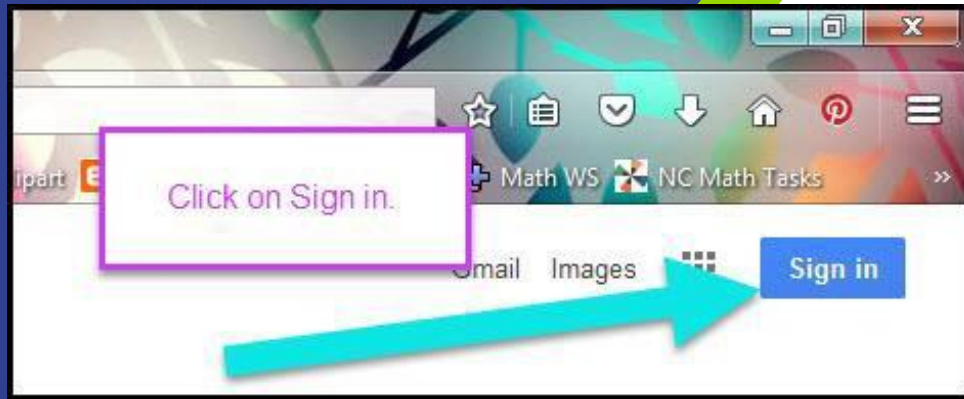 ipart Math WS NC Math Tasks »
Click on Sign in.
Gmail Images Sign in